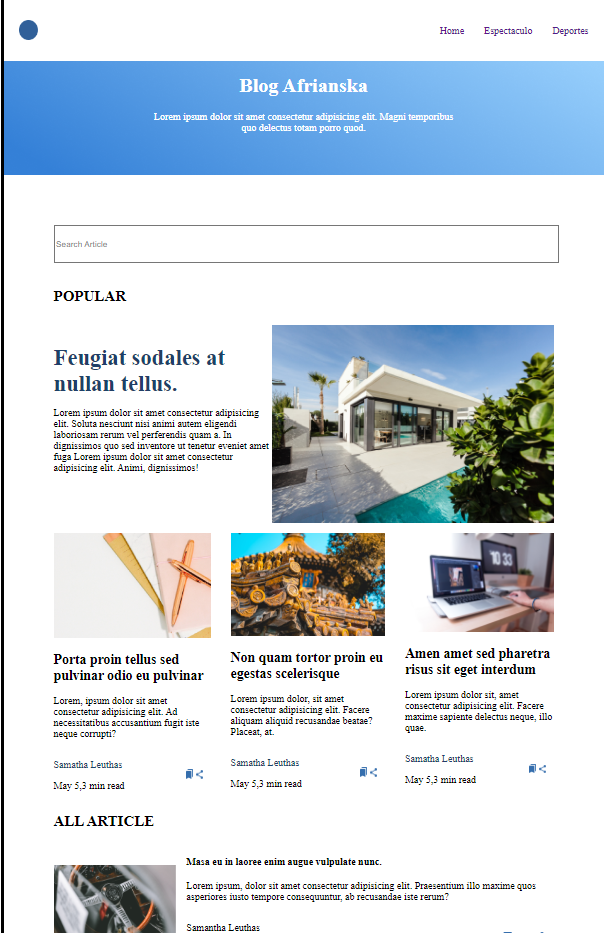 Home Espectaculo Deportes
Blog Afrianska
Lorem ipsum dolor sit amet consectetur adipisicing elit. Magni temporibus
quo delectus totam porro quod.
Search Article
POPULAR
Feugiat sodales at
nullan tellus.
Lorem ipsum dolor sit amet consectetur adipisicing
elit. Soluta nesciunt nisi animi autem eligendi
laboriosam rerum vel perferendis quam a. In
dignissimos quo sed inventore ut tenetur eveniet amet
fuga Lorem ipsum dolor sit amet consectetur
adipisicing elit. Animi, dignissimos!
10 33
Porta proin tellus sed
pulvinar odio eu pulvinar
Lorem, ipsum dolor sit amet
consectetur adipisicing elit. Ad
necessitatibus accusantium fugit iste
neque corrupti?
Samatha Leuthas
May 5,3 min read
Non quam tortor proin eu
egestas scelerisque
Lorem ipsum dolor, sit amet
consectetur adipisicing elit. Facere
aliquam aliquid recusandae beatae?
Placeat, at.
Samatha Leuthas
May 5,3 min read
Amen amet sed pharetra
risus sit eget interdum
Lorem ipsum dolor sit, amet
consectetur adipisicing elit. Facere
maxime sapiente delectus neque, illo
quae.
Samatha Leuthas
May 5,3 min read
ALL ARTICLE
Masa eu in laoree enim augue vulpulate nunc.
Lorem ipsum, dolor sit amet consectetur adipisicing elit. Praesentium illo maxime quos
asperiores iusto tempore consequuntur, ab recusandae iste rerum?
Samantha Leuthas